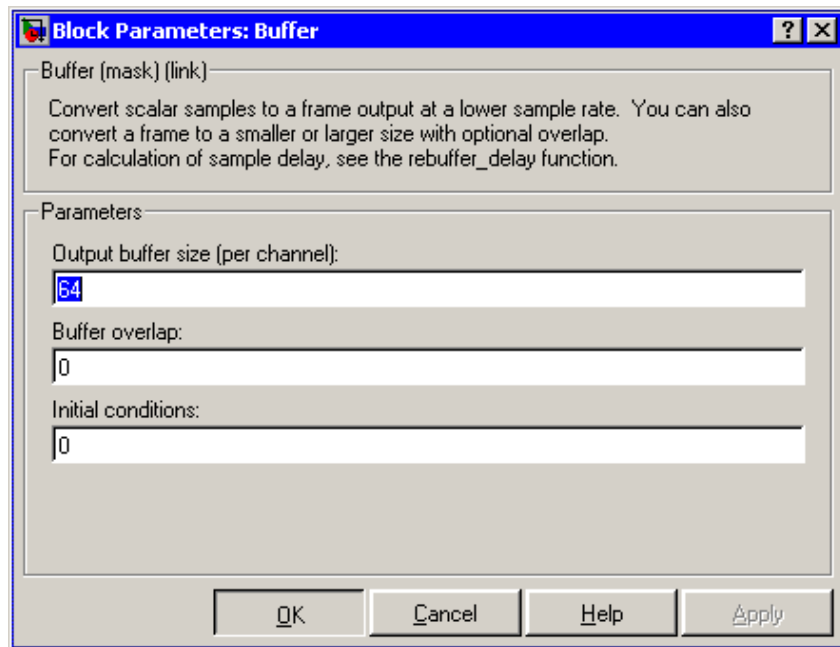 Block Parameters: Buffer
Buffer (mask) (link)
Convert scalar samples to a frame output at a lower sample rate.  You can also
convert a frame to a smaller or larger size with optional overlap.
For calculation of sample delay, see the rebuffer_delay function.
Parameters
Output buffer size (per channel):
64
Buffer overlap:
0
Initial conditions:
0
OK Cancel Help Apply